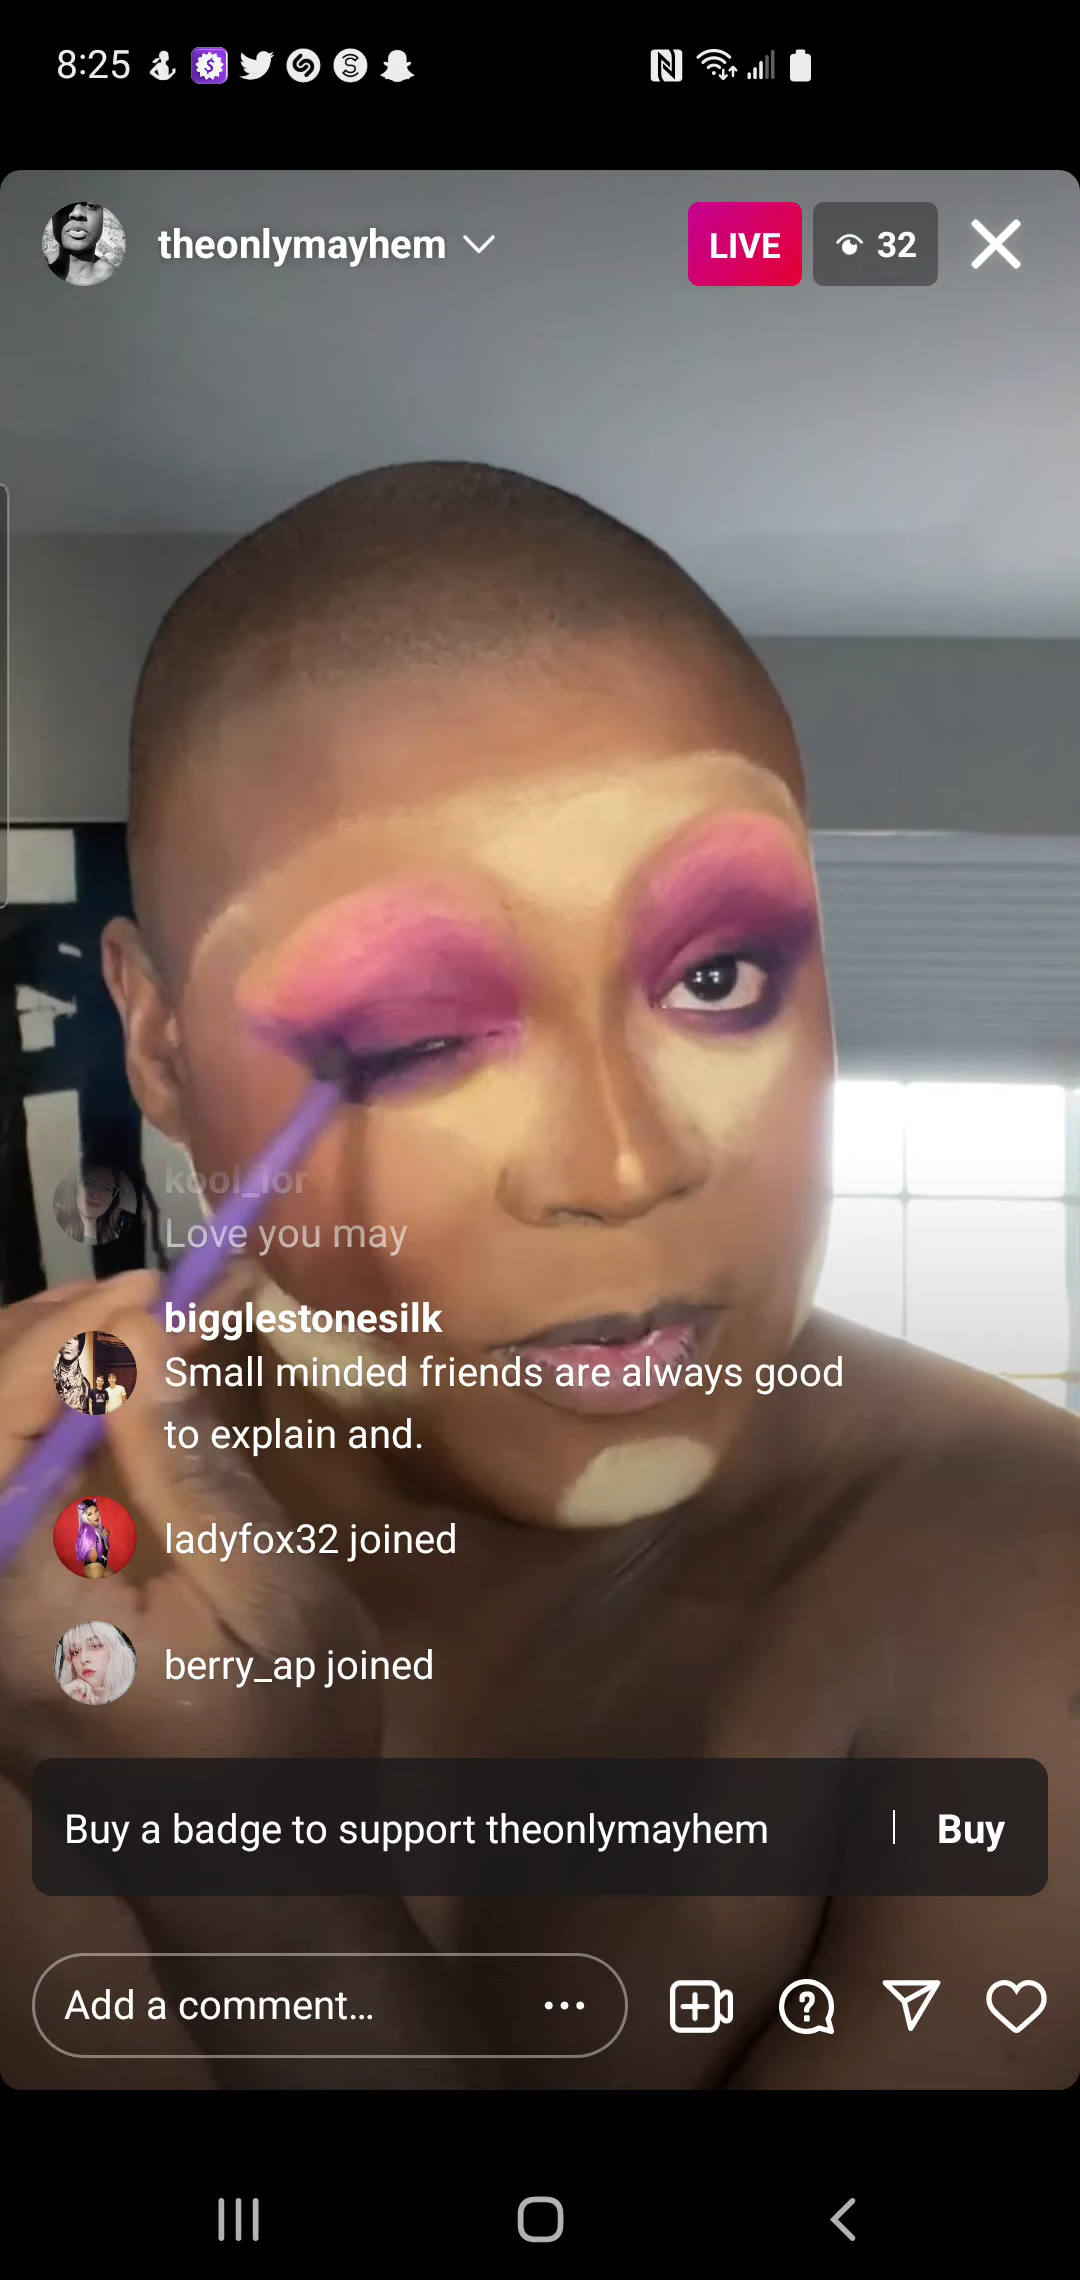 8:25
theonlymayhem
LIVE
32
kool_lor
Love you may
bigglestonesilk
Small minded friends are always good
to explain and.
ladyfox32 joined
berry_ap joined
Buy a badge to support theonlymayhem | Buy
Add a comment...